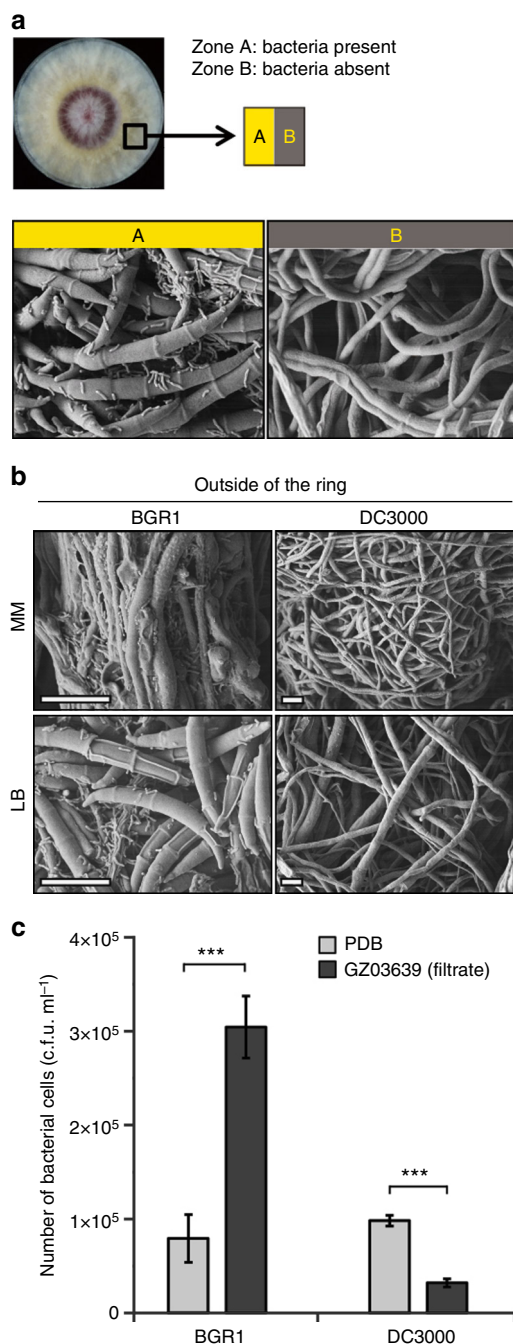 a
Zone A: bacteria present
Zone B: bacteria absent
A B
A B
b
Outside of the ring
BGR1 DC3000
MM
LB
c
4×10⁵
3×10⁵
2×10⁵
1×10⁵
0
Number of bacterial cells (c.f.u. ml⁻¹)
***
***
PDB
GZ03639 (filtrate)
BGR1 DC3000